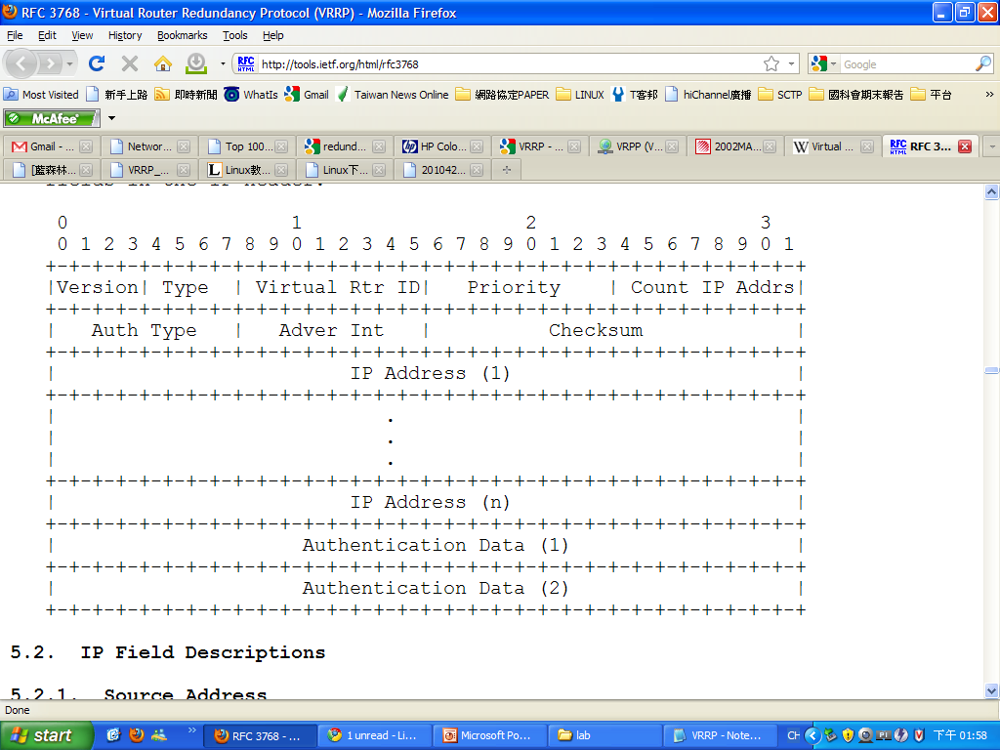 RFC 3768 - Virtual Router Redundancy Protocol (VRRP) - Mozilla Firefox
File Edit View History Bookmarks Tools Help
RFC HTML http://tools.ietf.org/html/rfc3768 Google
Most Visited 新手上路 即時新聞 WhatIs Gmail Taiwan News Online 網路協定PAPER LINUX T客邦 hiChannel廣播 SCTP 國科會期末報告 平台 »
McAfee
Gmail - ... Networ... Top 100... redund... HP Colo... VRRP - ... VRPP (V... 2002MA... Virtual ... RFC 3...
[藍森林... VRRP_... Linux教... Linux下... 201042...
fields in the IP header.
0 1 2 3
0 1 2 3 4 5 6 7 8 9 0 1 2 3 4 5 6 7 8 9 0 1 2 3 4 5 6 7 8 9 0 1
+-+-+-+-+-+-+-+-+-+-+-+-+-+-+-+-+-+-+-+-+-+-+-+-+-+-+-+-+-+-+-+-+
|Version| Type | Virtual Rtr ID| Priority | Count IP Addrs|
+-+-+-+-+-+-+-+-+-+-+-+-+-+-+-+-+-+-+-+-+-+-+-+-+-+-+-+-+-+-+-+-+
| Auth Type | Adver Int | Checksum |
+-+-+-+-+-+-+-+-+-+-+-+-+-+-+-+-+-+-+-+-+-+-+-+-+-+-+-+-+-+-+-+-+
| IP Address (1) |
+-+-+-+-+-+-+-+-+-+-+-+-+-+-+-+-+-+-+-+-+-+-+-+-+-+-+-+-+-+-+-+-+
| . |
| . |
| . |
+-+-+-+-+-+-+-+-+-+-+-+-+-+-+-+-+-+-+-+-+-+-+-+-+-+-+-+-+-+-+-+-+
| IP Address (n) |
+-+-+-+-+-+-+-+-+-+-+-+-+-+-+-+-+-+-+-+-+-+-+-+-+-+-+-+-+-+-+-+-+
| Authentication Data (1) |
+-+-+-+-+-+-+-+-+-+-+-+-+-+-+-+-+-+-+-+-+-+-+-+-+-+-+-+-+-+-+-+-+
| Authentication Data (2) |
+-+-+-+-+-+-+-+-+-+-+-+-+-+-+-+-+-+-+-+-+-+-+-+-+-+-+-+-+-+-+-+-+
5.2. IP Field Descriptions
5.2.1. Source Address
Done
start » RFC 3768 - ... 1 unread - Li... Microsoft Po... lab VRRP - Note... CH 下午 01:58